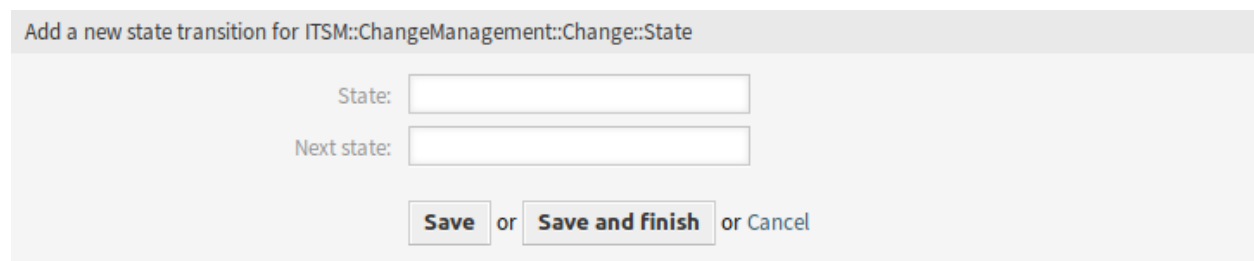 Add a new state transition for ITSM::ChangeManagement::Change::State
State:
Next state:
Save or Save and finish or Cancel